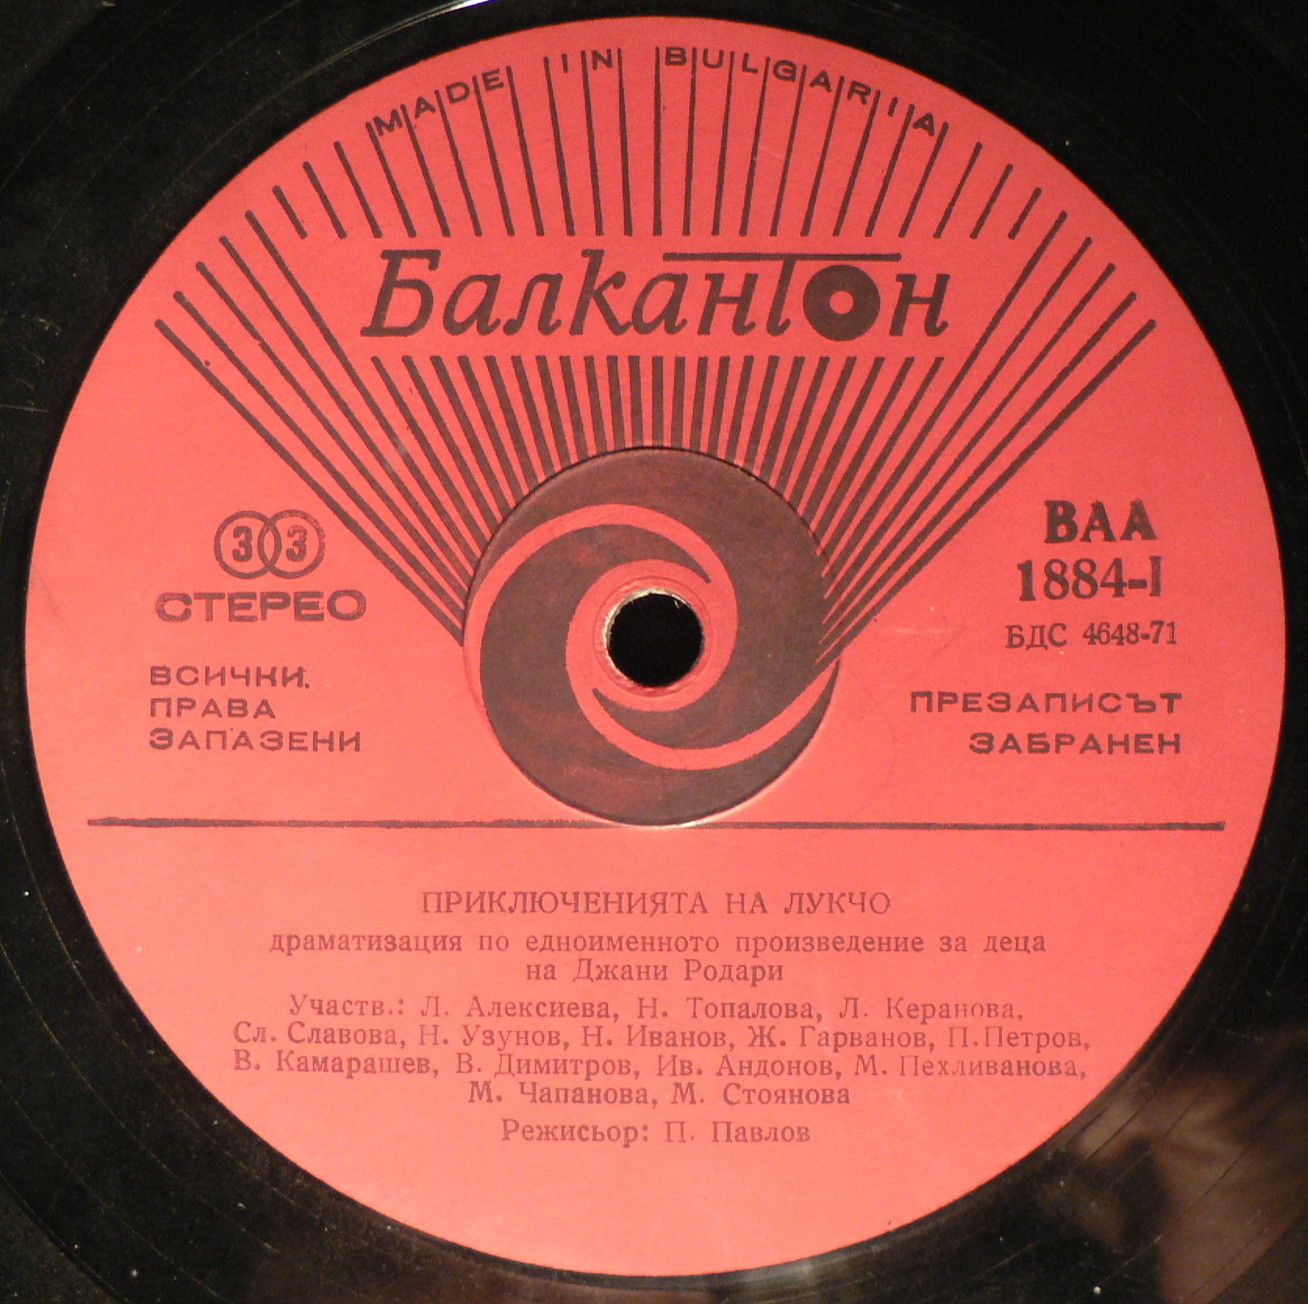 MADE IN BULGARIA
Балкантон
33
СТЕРЕО
ВСИЧКИ
ПРАВА
ЗАПАЗЕНИ
ВАА
1884-I
БДС 4648-71
ПРЕЗАПИСЪТ
ЗАБРАНЕН
ПРИКЛЮЧЕНИЯТА НА ЛУКЧО
драматизация по едноименното произведение за деца
на Джани Родари
Участв.: Л. Алексиева, Н. Топалова, Л. Керанова,
Сл. Славова, Н. Узунов, Н. Иванов, Ж. Гарванов, П.Петров,
В. Камарашев, В. Димитров, Ив. Андонов, М. Пехливанова,
М. Чапанова, М. Стоянова
Режисьор: П. Павлов